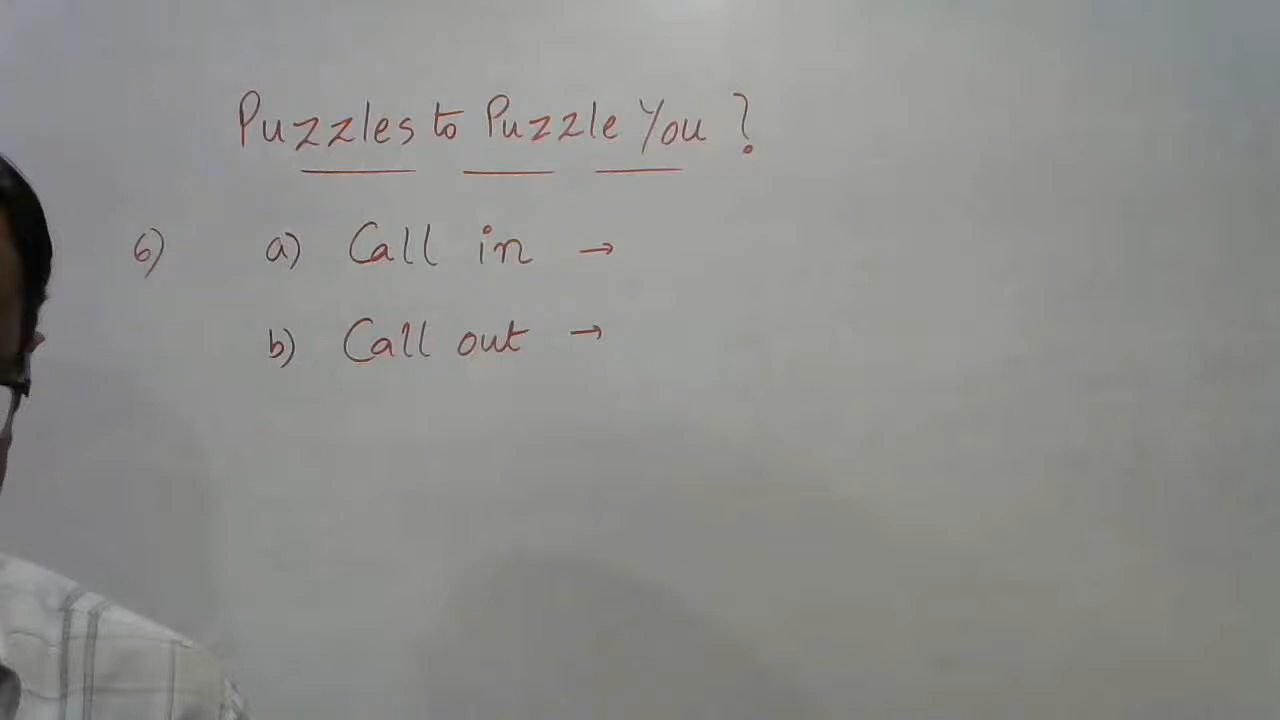 Puzzles to Puzzle You ?
6) a) Call in →
b) Call out →